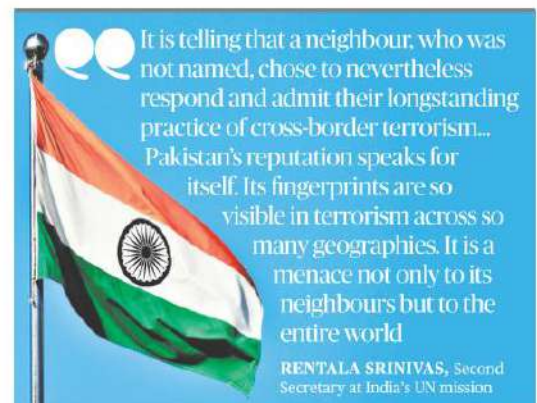 It is telling that a neighbour, who was
not named, chose to nevertheless
respond and admit their longstanding
practice of cross-border terrorism...
Pakistan's reputation speaks for
itself. Its fingerprints are so
visible in terrorism across so
many geographies. It is a
menace not only to its
neighbours but to the
entire world
RENTALA SRINIVAS, Second
Secretary at India's UN mission